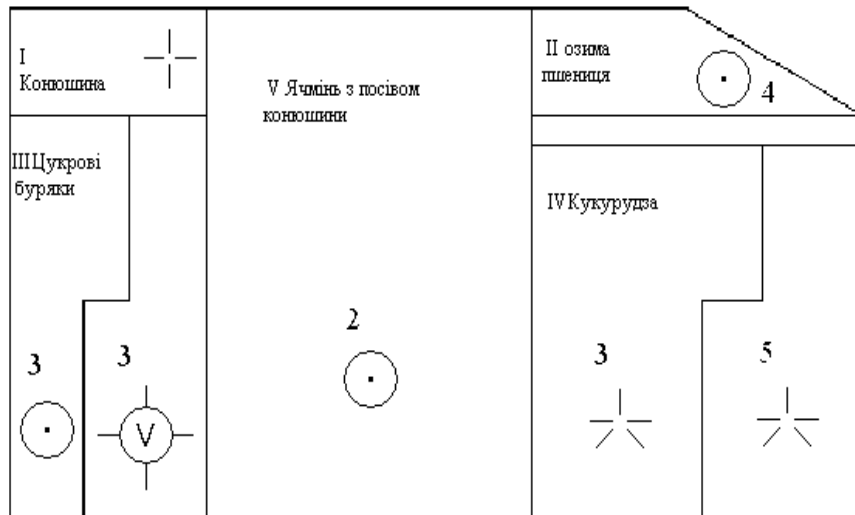 I
Конюшина
V Ячмінь з посівом
конюшини
II озима
пшениця
4
III Цукрові
буряки
IV Кукурудза
3
3
V
2
3
5